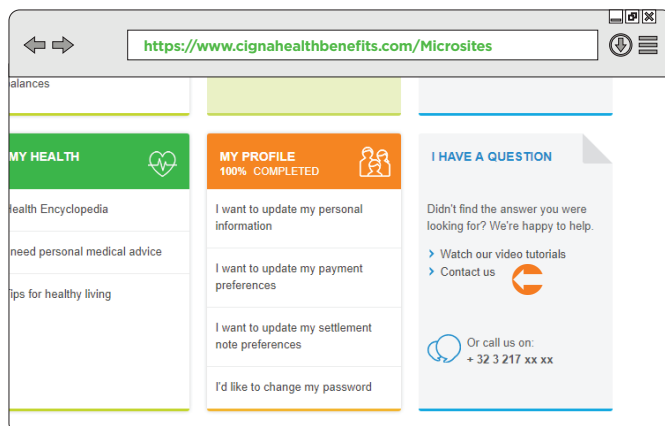 https://www.cignahealthbenefits.com/Microsites
alances
MY HEALTH
Health Encyclopedia
need personal medical advice
Tips for healthy living
MY PROFILE
100% COMPLETED
I want to update my personal
information
I want to update my payment
preferences
I want to update my settlement
note preferences
I'd like to change my password
I HAVE A QUESTION
Didn't find the answer you were
looking for? We're happy to help.
> Watch our video tutorials
> Contact us
Or call us on:
+ 32 3 217 xx xx